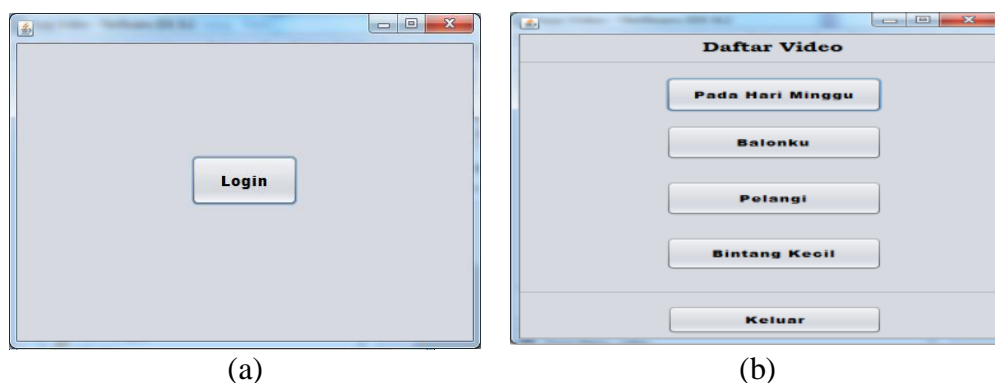 Login
(a)
Daftar Video
Pada Hari Minggu
Balonku
Pelangi
Bintang Kecil
Keluar
(b)